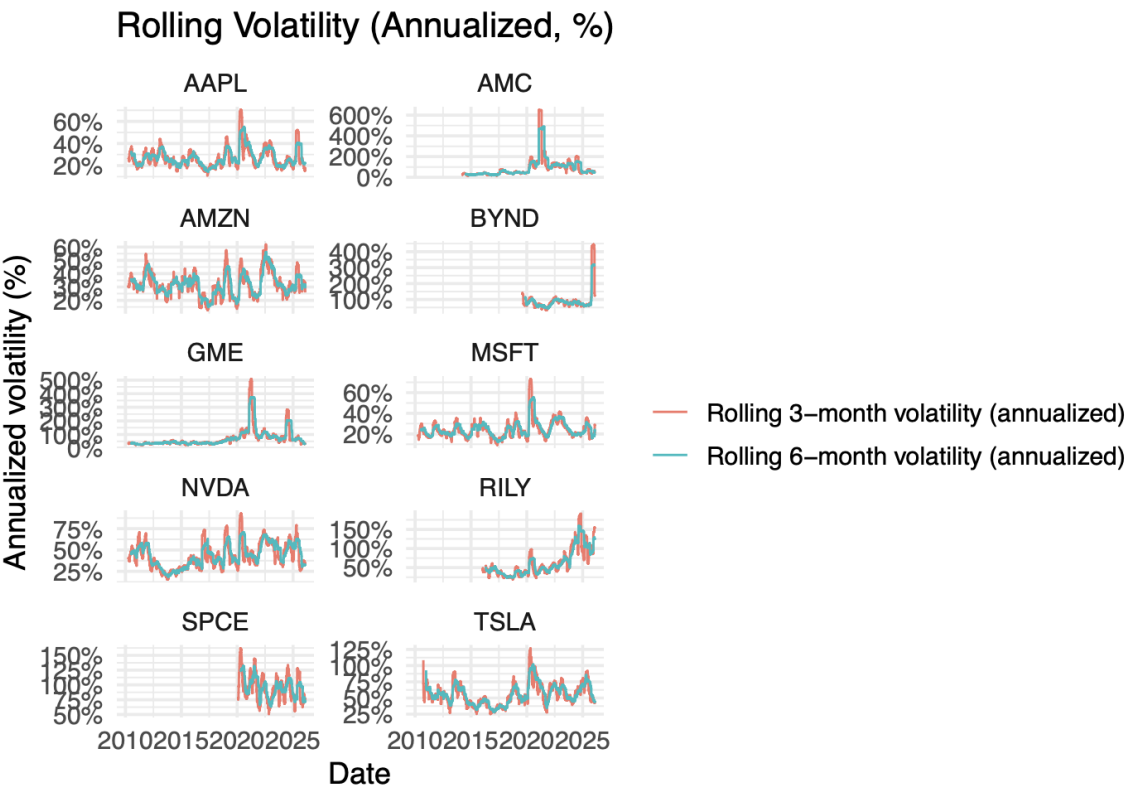 Rolling Volatility (Annualized, %)
AAPL
60%
40%
20%
AMC
600%
400%
200%
0%
AMZN
60%
50%
40%
30%
20%
BYND
400%
300%
200%
100%
GME
500%
400%
300%
200%
100%
0%
MSFT
60%
40%
20%
NVDA
75%
50%
25%
RILY
150%
100%
50%
SPCE
150%
125%
100%
75%
50%
2010 2015 2020 2025
TSLA
125%
100%
75%
50%
25%
2010 2015 2020 2025
Annualized volatility (%)
Date
Rolling 3−month volatility (annualized)
Rolling 6−month volatility (annualized)